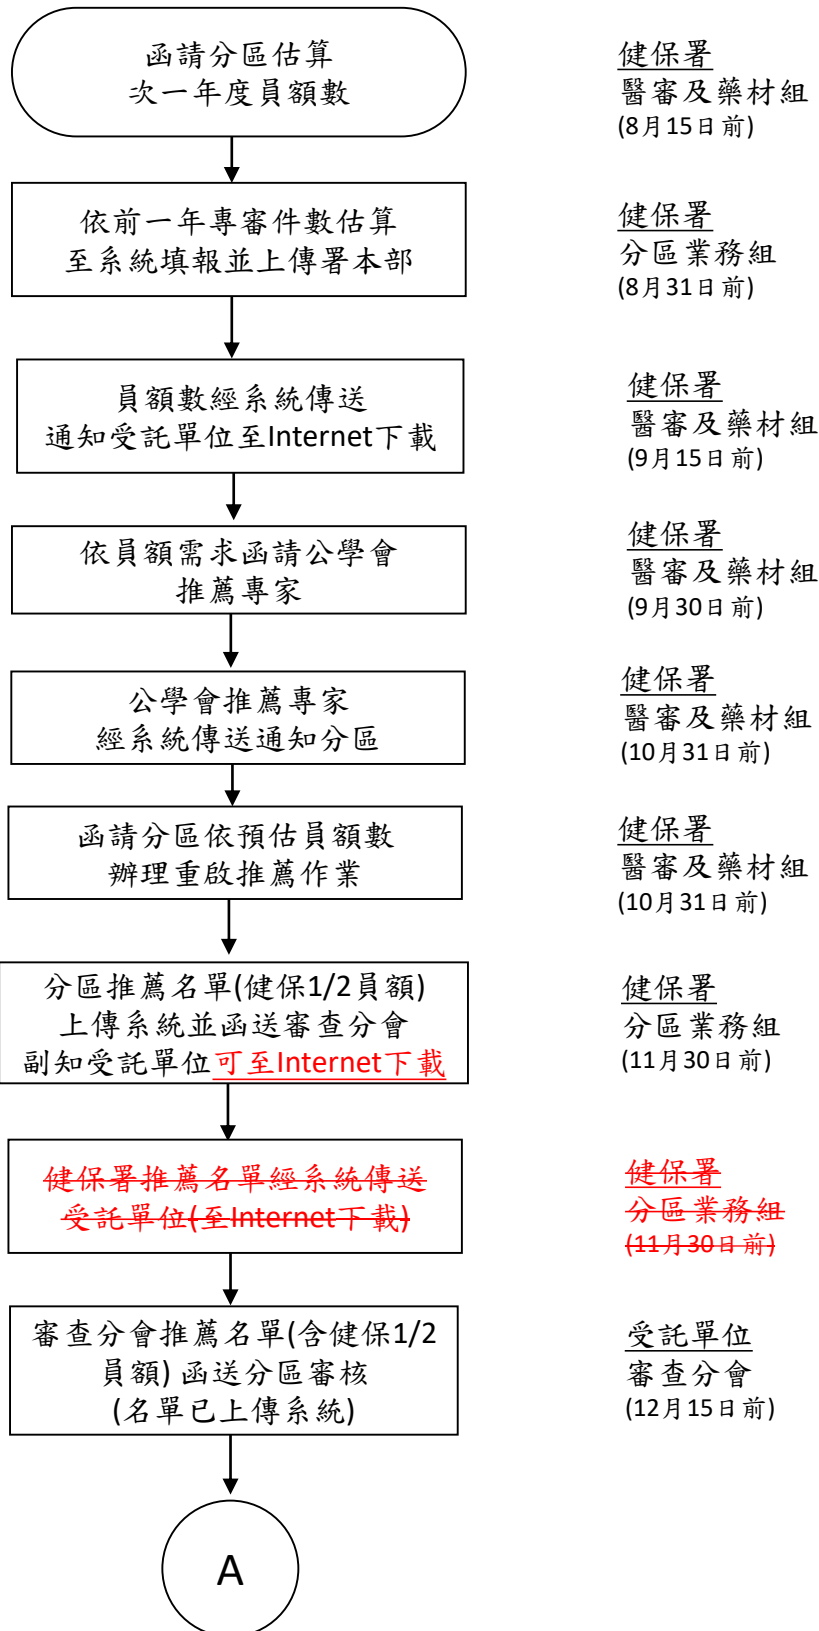 函請分區估算
次一年度員額數
健保署
醫審及藥材組
(8月15日前)
依前一年專審件數估算
至系統填報並上傳署本部
健保署
分區業務組
(8月31日前)
員額數經系統傳送
通知受託單位至Internet下載
健保署
醫審及藥材組
(9月15日前)
依員額需求函請公學會
推薦專家
健保署
醫審及藥材組
(9月30日前)
公學會推薦專家
經系統傳送通知分區
健保署
醫審及藥材組
(10月31日前)
函請分區依預估員額數
辦理重啟推薦作業
健保署
醫審及藥材組
(10月31日前)
分區推薦名單(健保1/2員額)
上傳系統並函送審查分會
副知受託單位可至Internet下載
健保署
分區業務組
(11月30日前)
健保署推薦名單經系統傳送
受託單位(至Internet下載)
健保署
分區業務組
(11月30日前)
審查分會推薦名單(含健保1/2
員額) 函送分區審核
(名單已上傳系統)
受託單位
審查分會
(12月15日前)
A